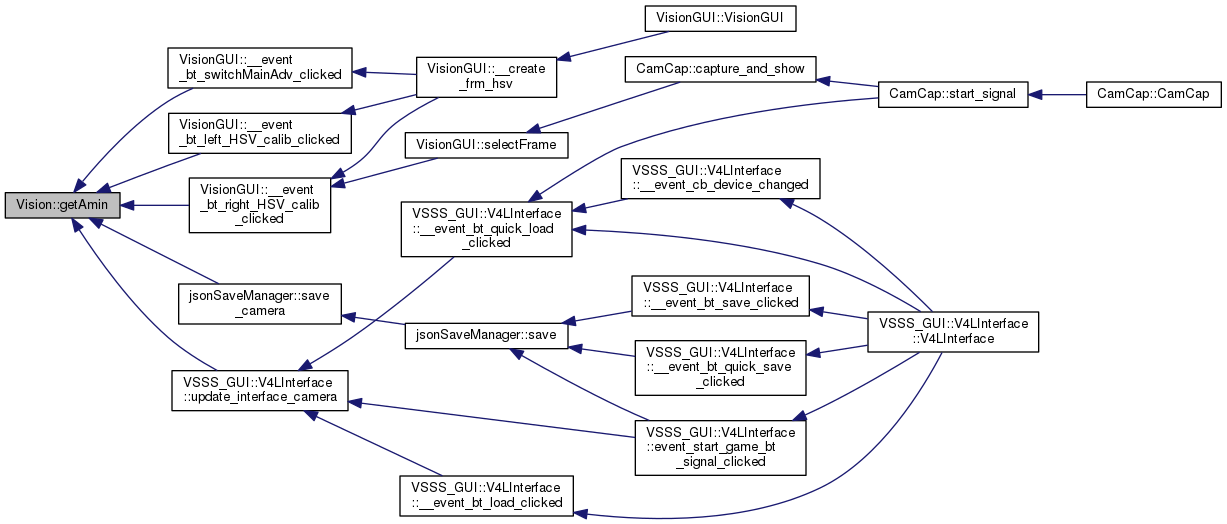 Vision::getAmin
VisionGUI::__event
_bt_switchMainAdv_clicked
VisionGUI::__create
_frm_hsv
VisionGUI::VisionGUI
VisionGUI::__event
_bt_left_HSV_calib_clicked
VisionGUI::__event
_bt_right_HSV_calib
_clicked
VisionGUI::selectFrame
CamCap::capture_and_show
CamCap::start_signal
CamCap::CamCap
jsonSaveManager::save
_camera
jsonSaveManager::save
VSSS_GUI::V4LInterface
::__event_bt_save_clicked
VSSS_GUI::V4LInterface
::V4LInterface
VSSS_GUI::V4LInterface
::__event_bt_quick_save
_clicked
VSSS_GUI::V4LInterface
::event_start_game_bt
_signal_clicked
VSSS_GUI::V4LInterface
::update_interface_camera
VSSS_GUI::V4LInterface
::__event_bt_quick_load
_clicked
VSSS_GUI::V4LInterface
::__event_cb_device_changed
VSSS_GUI::V4LInterface
::__event_bt_load_clicked